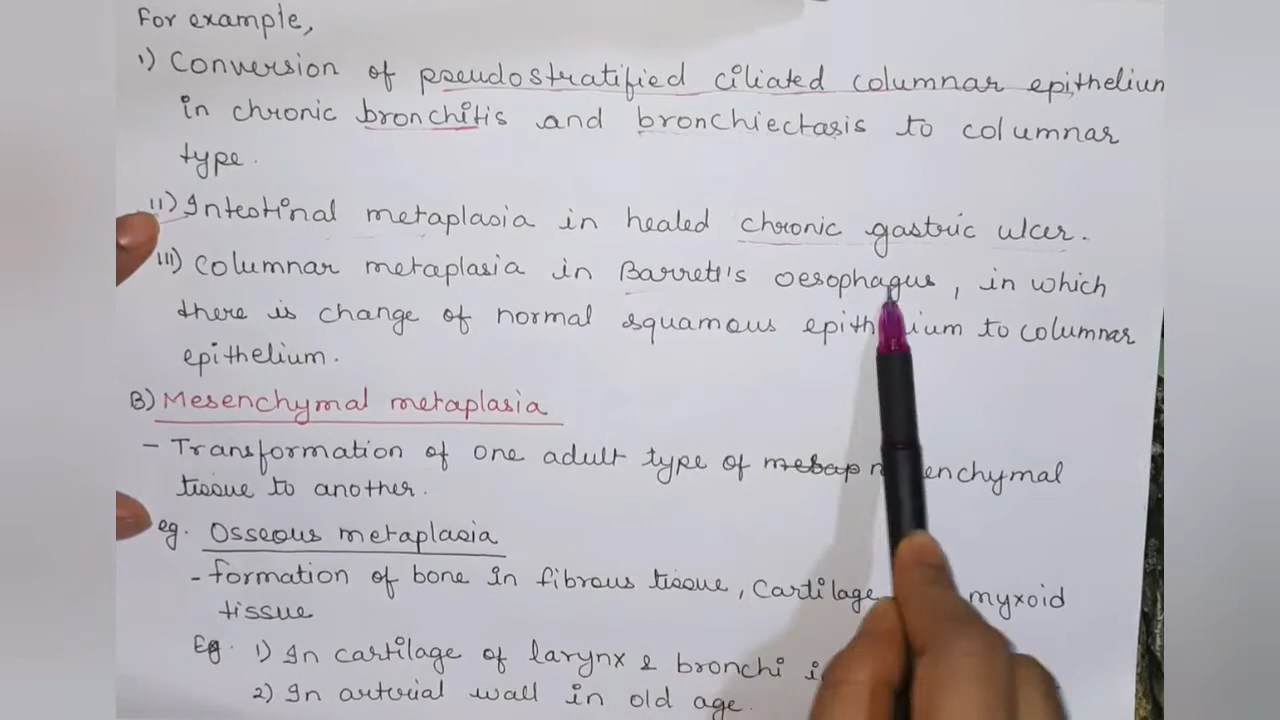 For example,
i) Conversion of pseudostratified ciliated columnar epithelium
in chronic bronchitis and bronchiectasis to columnar
type.
II) Intestinal metaplasia in healed chronic gastric ulcer.
III) Columnar metaplasia in Barrett's oesophagus, in which
there is change of normal squamous epithelium to columnar
epithelium.
B) Mesenchymal metaplasia
- Transformation of one adult type of mesap enchymal
tissue to another.
eg. Osseous metaplasia
- formation of bone in fibrous tissue, cartilage myxoid
tissue
Eg. 1) In cartilage of larynx & bronchi
2) In arterial wall in old age.